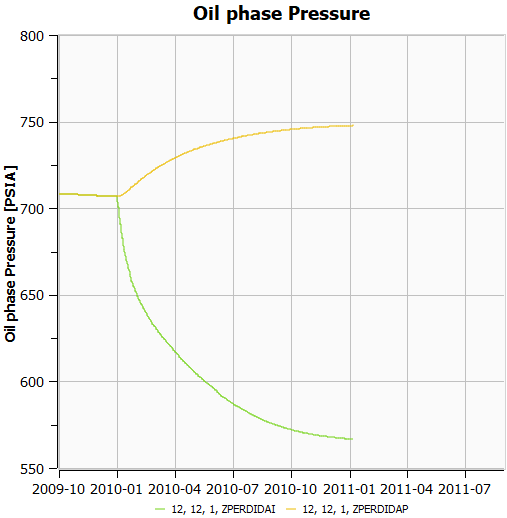 Oil phase Pressure
Oil phase Pressure [PSIA]
800
750
700
650
600
550
2009-10 2010-01 2010-04 2010-07 2010-10 2011-01 2011-04 2011-07
12, 12, 1, ZPERDIDAI 12, 12, 1, ZPERDIDAP